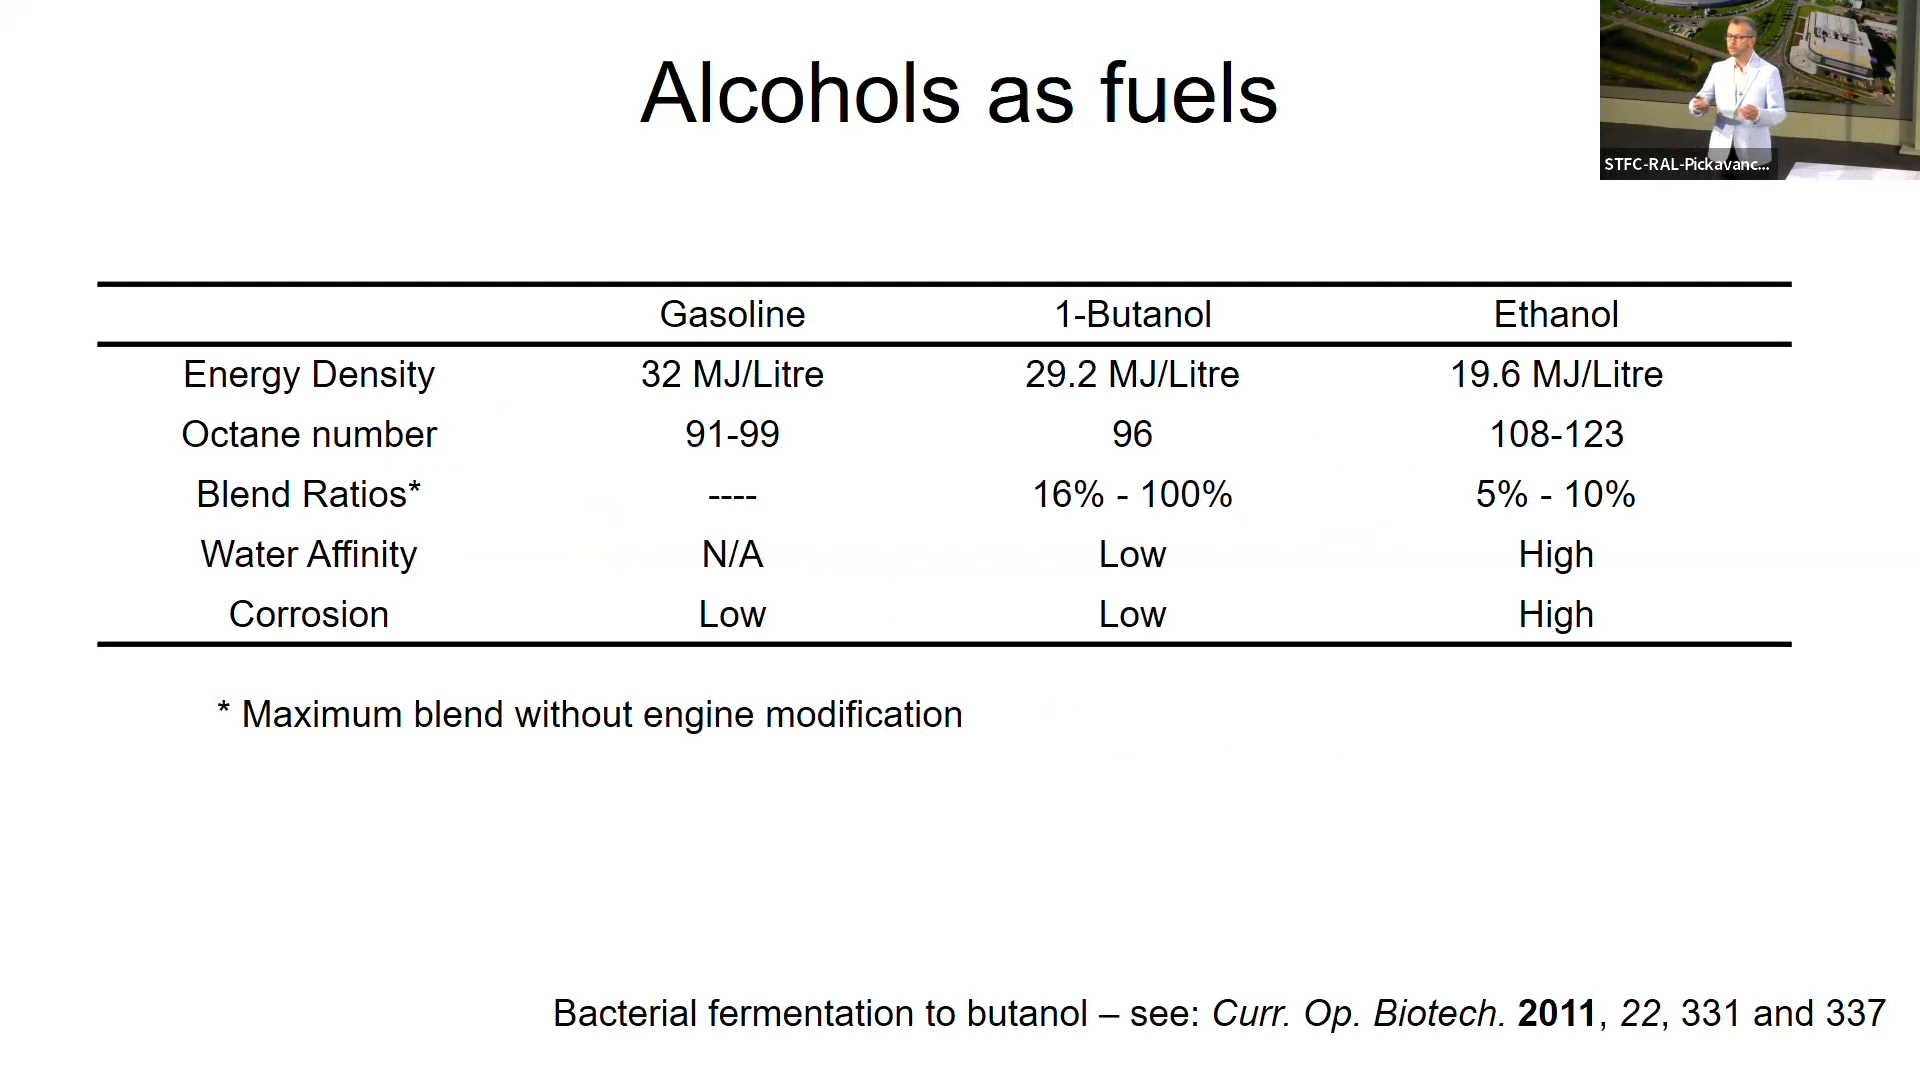 Alcohols as fuels
STFC-RAL-Pickavanc...
Gasoline 1-Butanol Ethanol
Energy Density 32 MJ/Litre 29.2 MJ/Litre 19.6 MJ/Litre
Octane number 91-99 96 108-123
Blend Ratios* ---- 16% - 100% 5% - 10%
Water Affinity N/A Low High
Corrosion Low Low High
* Maximum blend without engine modification
Bacterial fermentation to butanol – see: Curr. Op. Biotech. 2011, 22, 331 and 337